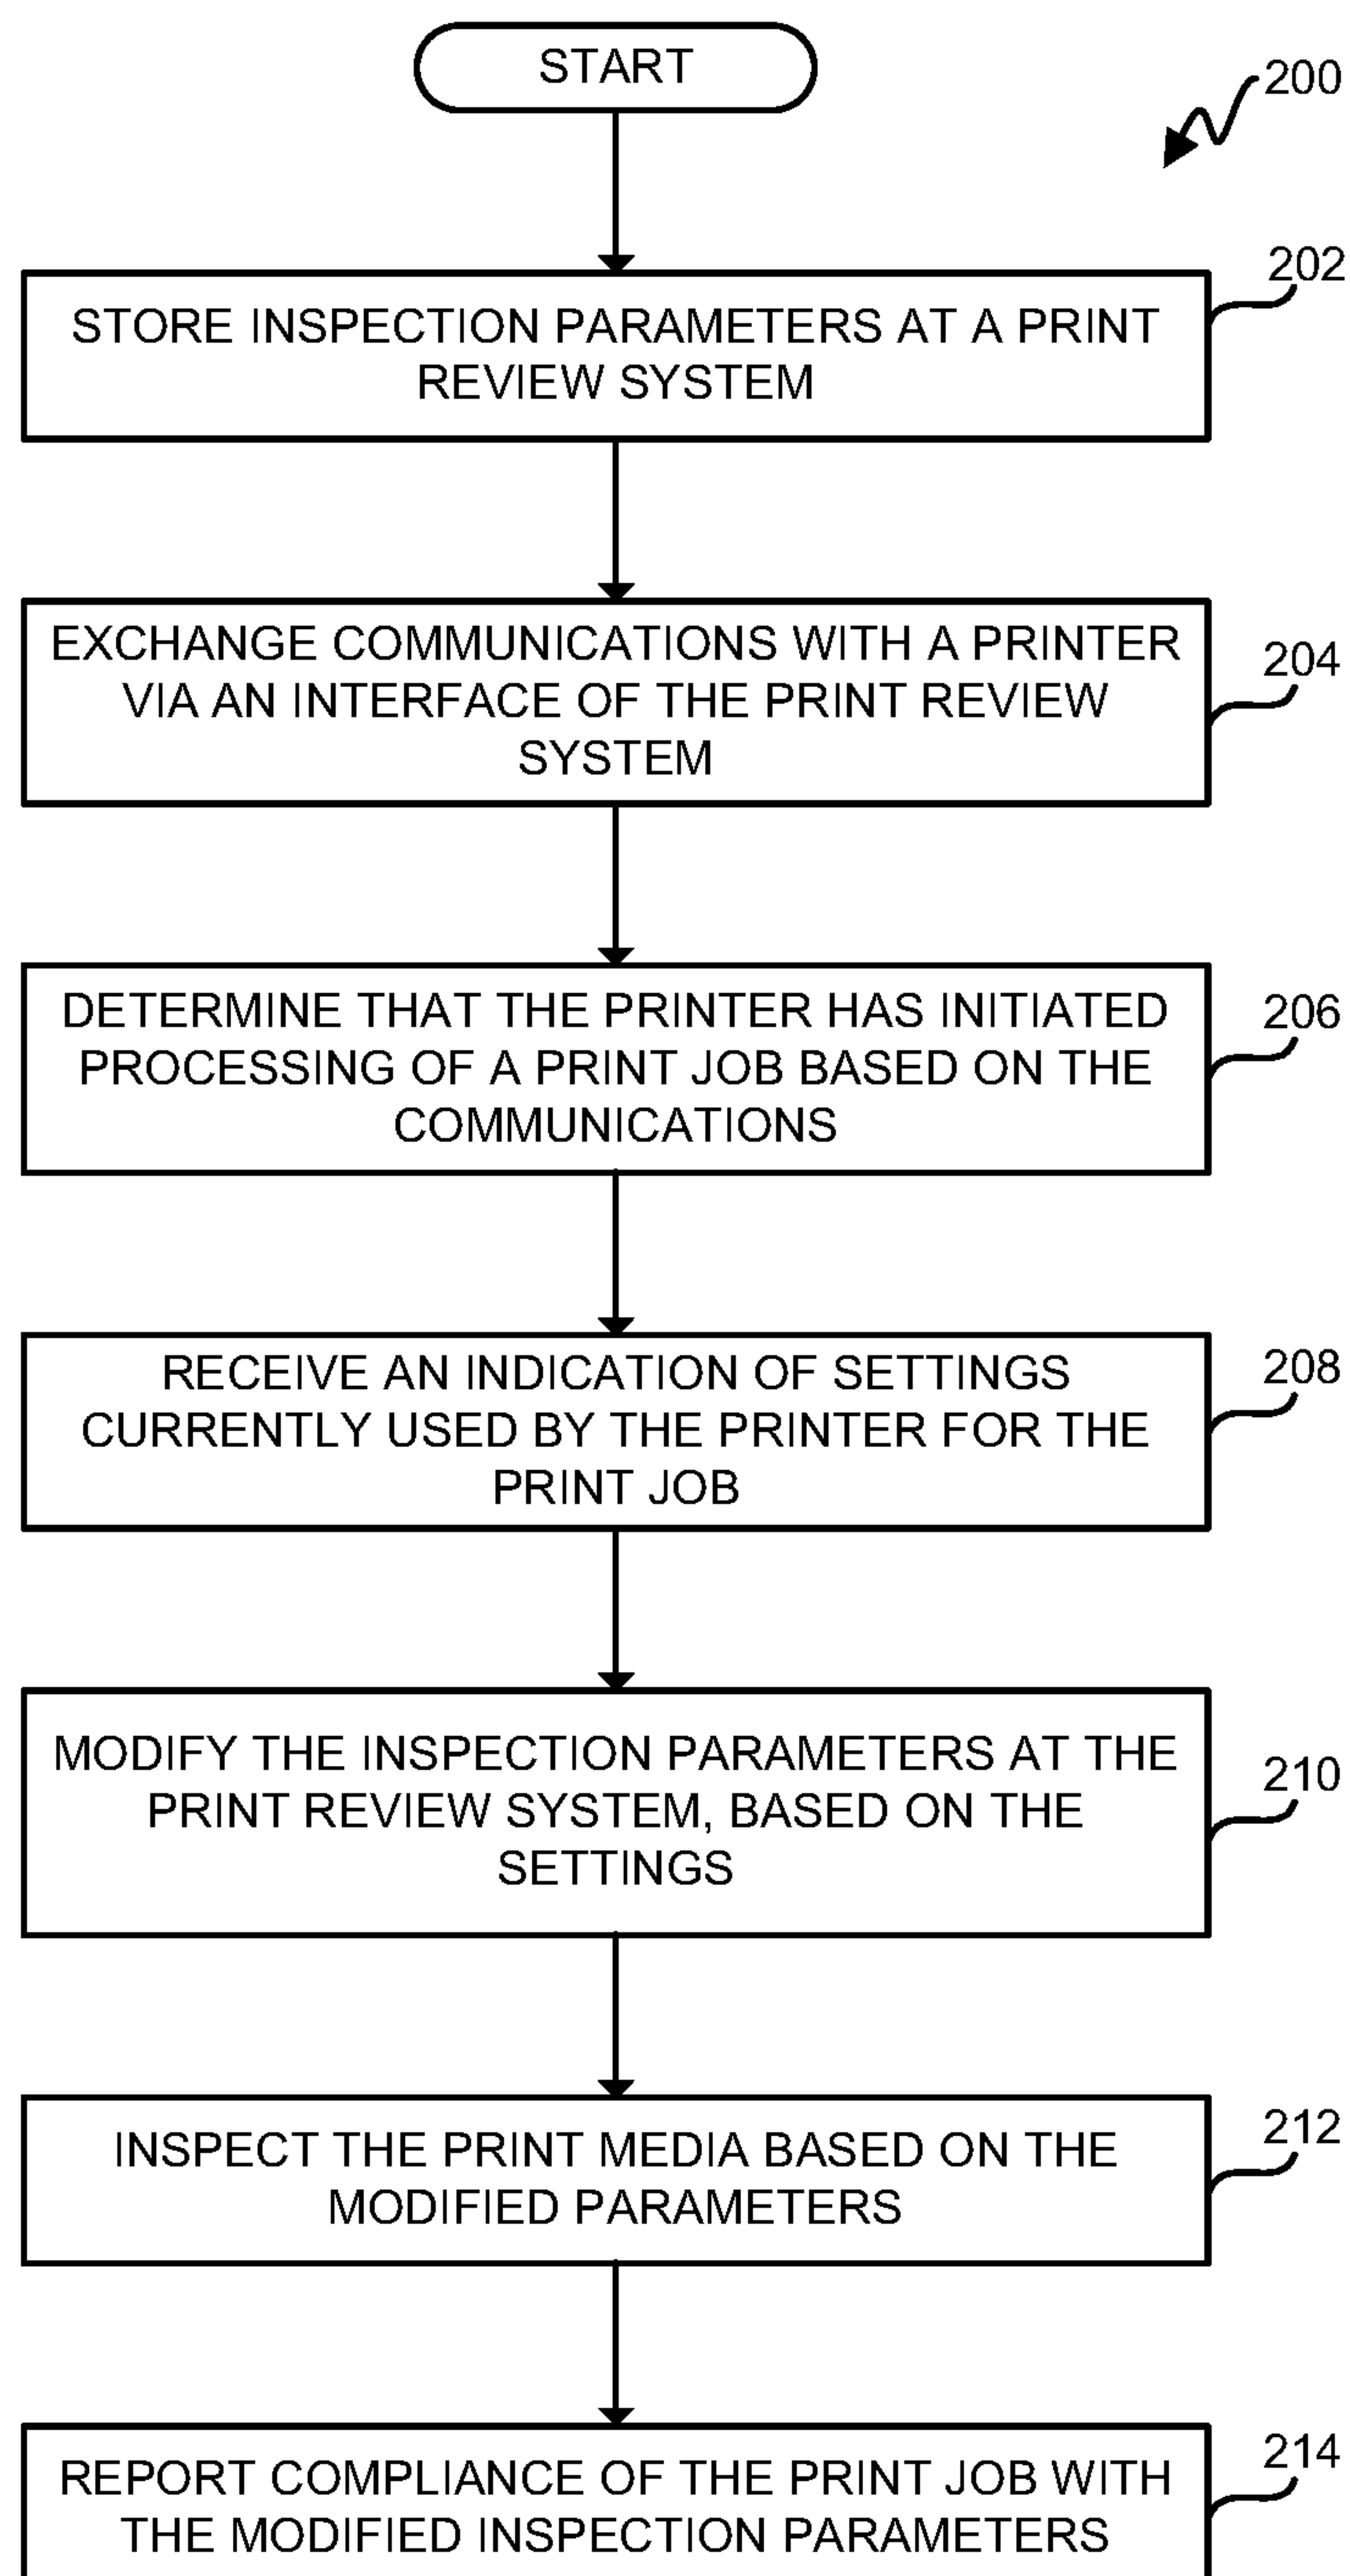 START
200
202
STORE INSPECTION PARAMETERS AT A PRINT
REVIEW SYSTEM
EXCHANGE COMMUNICATIONS WITH A PRINTER
VIA AN INTERFACE OF THE PRINT REVIEW
SYSTEM
204
DETERMINE THAT THE PRINTER HAS INITIATED
PROCESSING OF A PRINT JOB BASED ON THE
COMMUNICATIONS
206
RECEIVE AN INDICATION OF SETTINGS
CURRENTLY USED BY THE PRINTER FOR THE
PRINT JOB
208
MODIFY THE INSPECTION PARAMETERS AT THE
PRINT REVIEW SYSTEM, BASED ON THE
SETTINGS
210
INSPECT THE PRINT MEDIA BASED ON THE
MODIFIED PARAMETERS
212
REPORT COMPLIANCE OF THE PRINT JOB WITH
THE MODIFIED INSPECTION PARAMETERS
214